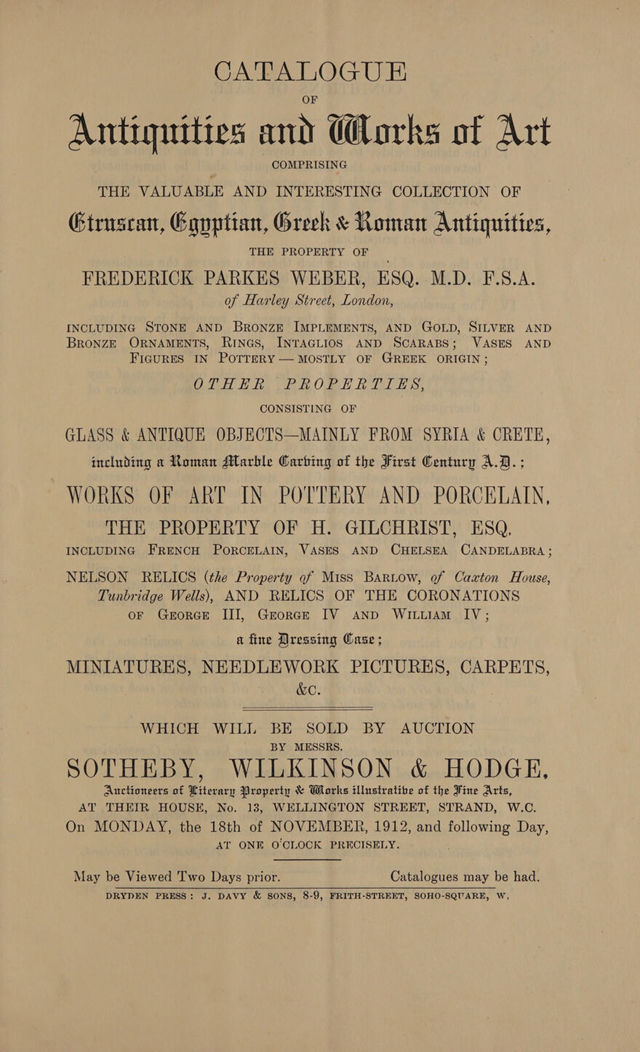 CATALOGUE
OF
Antiquities and Works of Art
COMPRISING
THE VALUABLE AND INTERESTING COLLECTION OF
Etruscan, Egyptian, Greek & Roman Antiquities,
THE PROPERTY OF
FREDERICK PARKES WEBER, ESQ. M.D. F.S.A.
of Harley Street, London,
INCLUDING STONE AND BRONZE IMPLEMENTS, AND GOLD, SILVER AND
BRONZE ORNAMENTS, RINGS, INTAGLIOS AND SCARABS; VASES AND
FIGURES IN POTTERY—MOSTLY OF GREEK ORIGIN;
OTHER PROPERTIES,
CONSISTING OF
GLASS & ANTIQUE OBJECTS—MAINLY FROM SYRIA & CRETE,
including a Roman Marble Carving of the First Century A.D.;
WORKS OF ART IN POTTERY AND PORCELAIN,
THE PROPERTY OF H. GILCHRIST, ESQ.
INCLUDING FRENCH PORCELAIN, VASES AND CHELSEA CANDELABRA;
NELSON RELICS (the Property of MISS BARTOW, of Caxton House,
Tunbridge Wells), AND RELICS OF THE CORONATIONS
OF GEORGE III, GEORGE IV AND WILLIAM IV;
a fine Dressing Case;
MINIATURES, NEEDLEWORK PICTURES, CARPETS,
&c.
WHICH WILL BE SOLD BY AUCTION
BY MESSRS.
SOTHEBY, WILKINSON & HODGE,
Auctioneers of Literary Property & Works illustrative of the Fine Arts,
AT THEIR HOUSE, No. 13, WELLINGTON STREET, STRAND, W.C.
On MONDAY, the 18th of NOVEMBER, 1912, and following Day,
AT ONE O'CLOCK PRECISELY.
May be Viewed Two Days prior. Catalogues may be had.
DRYDEN PRESS: J. DAVY & SONS, 8-9, FRITH-STREET, SOHO-SQUARE, W.